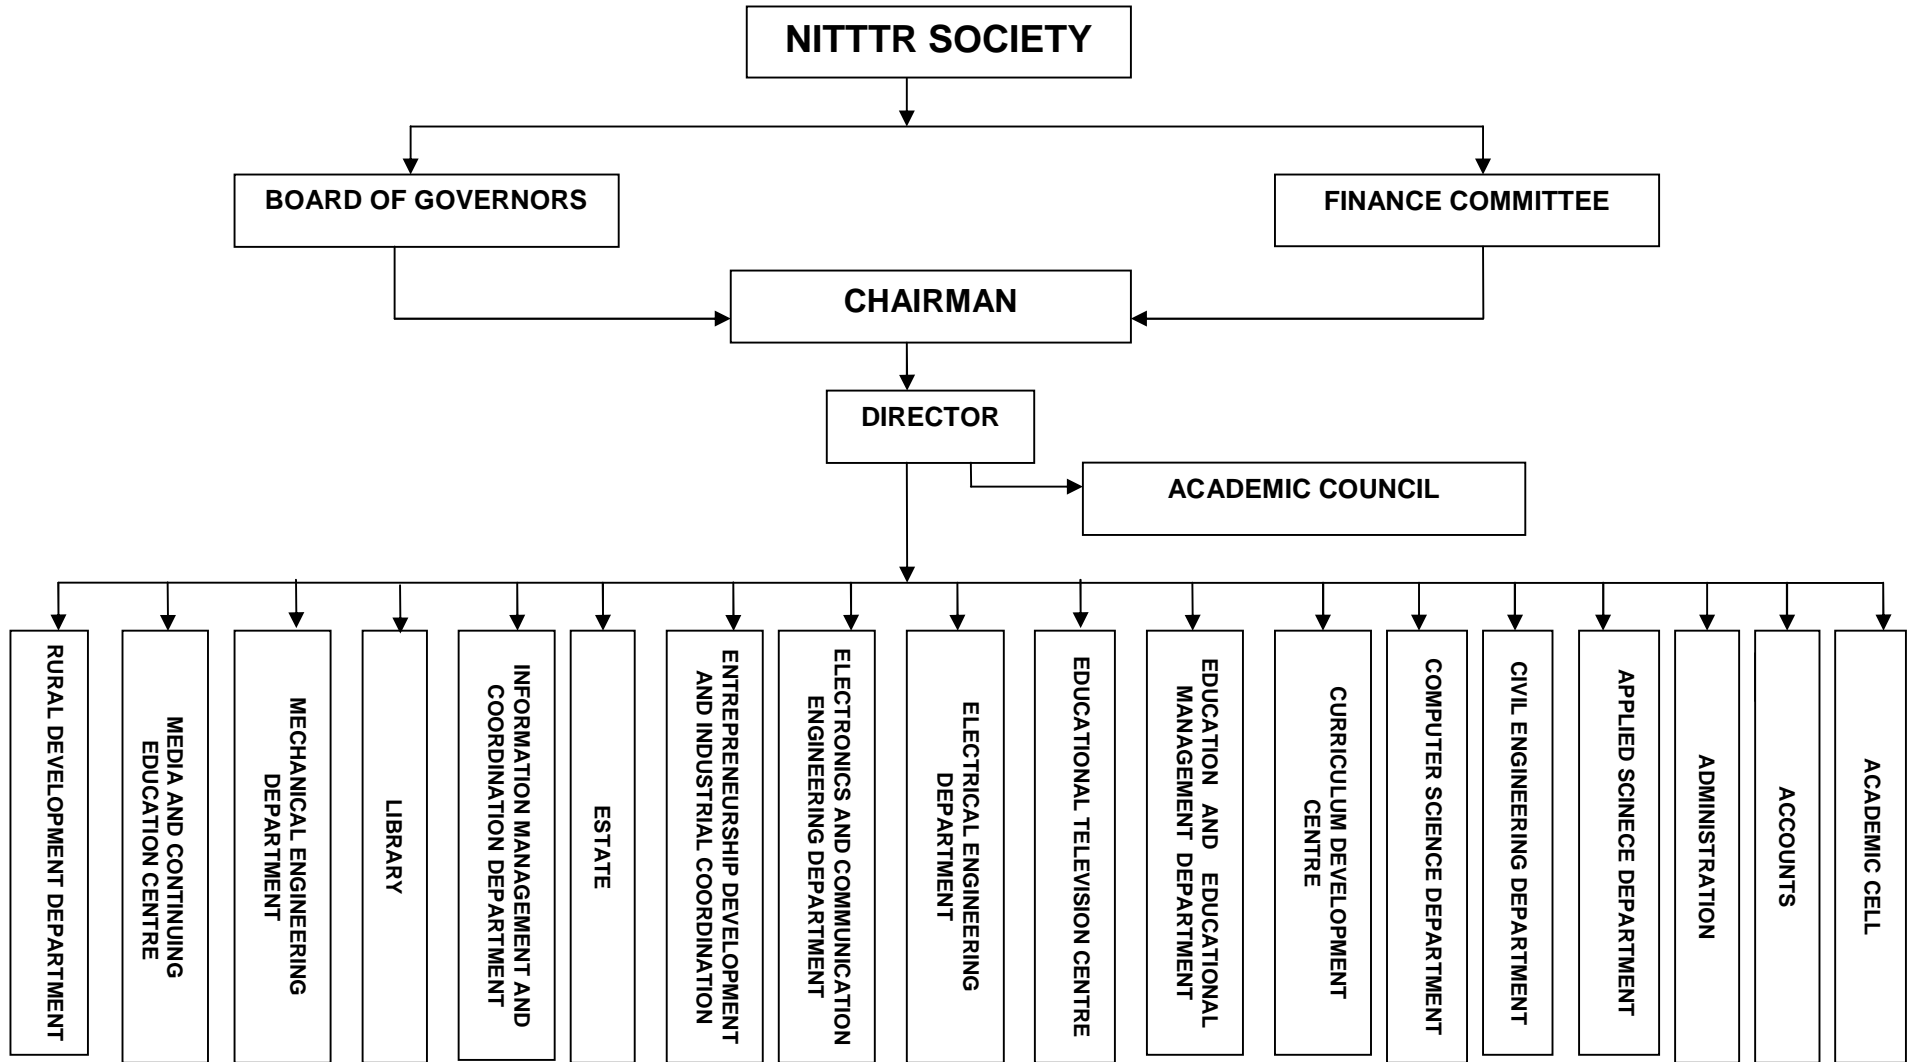 NITTTR SOCIETY
BOARD OF GOVERNORS
FINANCE COMMITTEE
CHAIRMAN
DIRECTOR
ACADEMIC COUNCIL
RURAL DEVELOPMENT DEPARTMENT
MEDIA AND CONTINUING
EDUCATION CENTRE
MECHANICAL ENGINEERING
DEPARTMENT
LIBRARY
INFORMATION MANAGEMENT AND
COORDINATION DEPARTMENT
ESTATE
ENTREPRENEURSHIP DEVELOPMENT
AND INDUSTRIAL COORDINATION
ELECTRONICS AND COMMUNICATION
ENGINEERING DEPARTMENT
ELECTRICAL ENGINEERING
DEPARTMENT
EDUCATIONAL TELEVISION CENTRE
EDUCATION AND EDUCATIONAL
MANAGEMENT DEPARTMENT
CURRICULUM DEVELOPMENT
CENTRE
COMPUTER SCIENCE DEPARTMENT
CIVIL ENGINEERING DEPARTMENT
APPLIED SCINECE DEPARTMENT
ADMINISTRATION
ACCOUNTS
ACADEMIC CELL